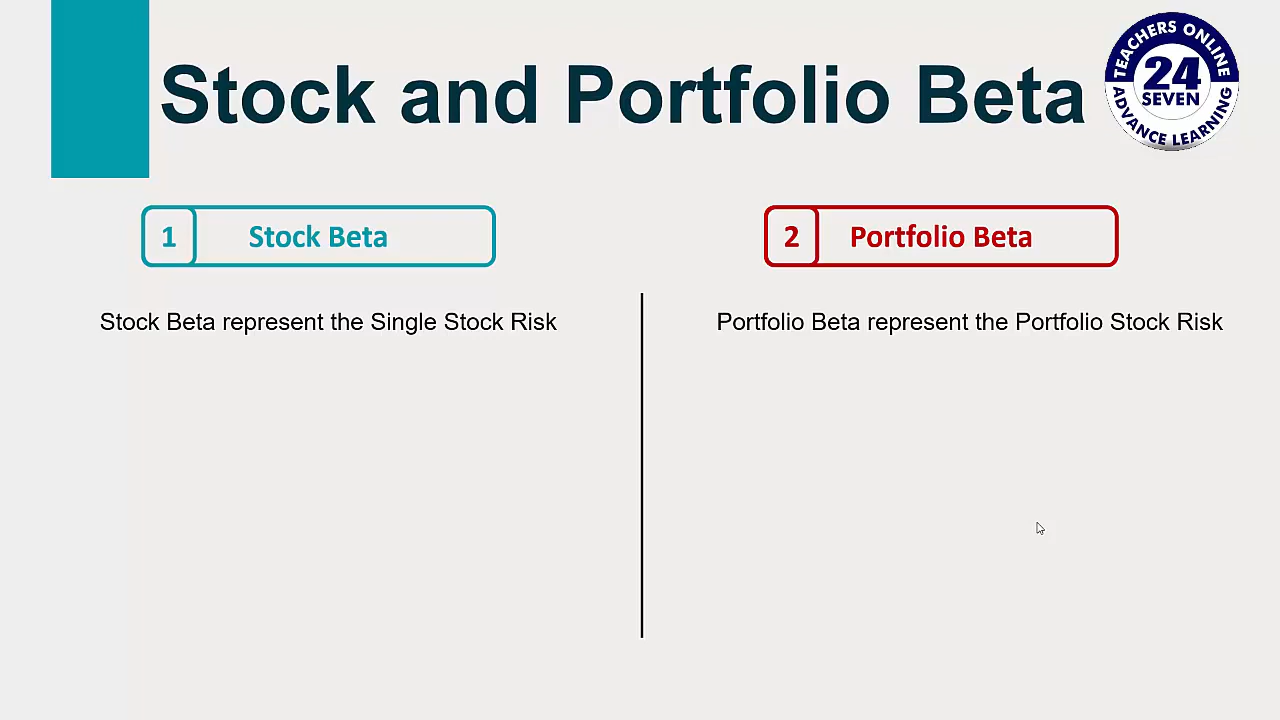 Stock and Portfolio Beta
TEACHERS ONLINE
24
SEVEN
ADVANCE LEARNING
1 Stock Beta
2 Portfolio Beta
Stock Beta represent the Single Stock Risk
Portfolio Beta represent the Portfolio Stock Risk